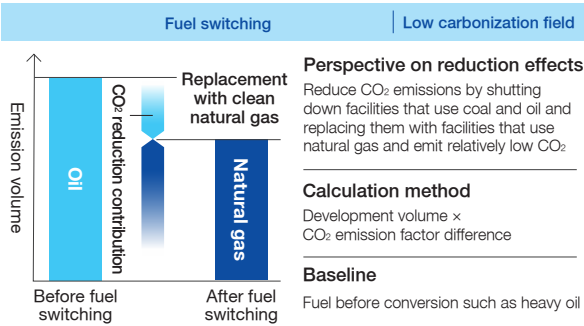 Fuel switching
Low carbonization field
Emission volume
Oil
CO2 reduction contribution
Replacement
with clean
natural gas
Natural gas
Before fuel
switching
After fuel
switching
Perspective on reduction effects
Reduce CO2 emissions by shutting
down facilities that use coal and oil and
replacing them with facilities that use
natural gas and emit relatively low CO2
Calculation method
Development volume ×
CO2 emission factor difference
Baseline
Fuel before conversion such as heavy oil